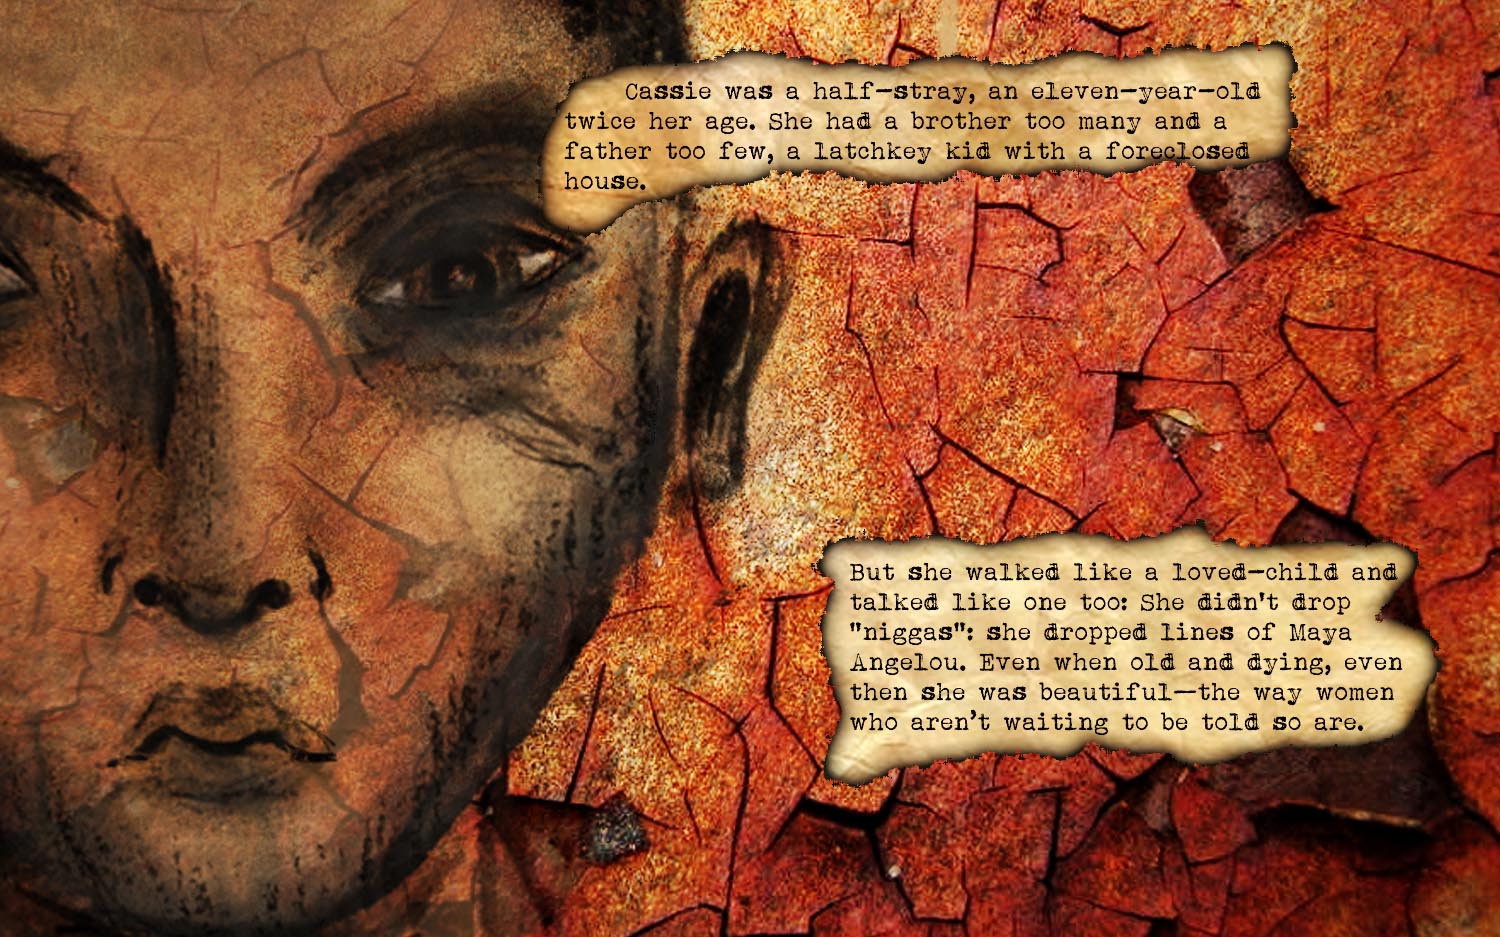 Cassie was a half-stray, an eleven-year-old
twice her age. She had a brother too many and a
father too few, a latchkey kid with a foreclosed
house.
But she walked like a loved-child and
talked like one too: She didn't drop
"niggas": she dropped lines of Maya
Angelou. Even when old and dying, even
then she was beautiful—the way women
who aren’t waiting to be told so are.